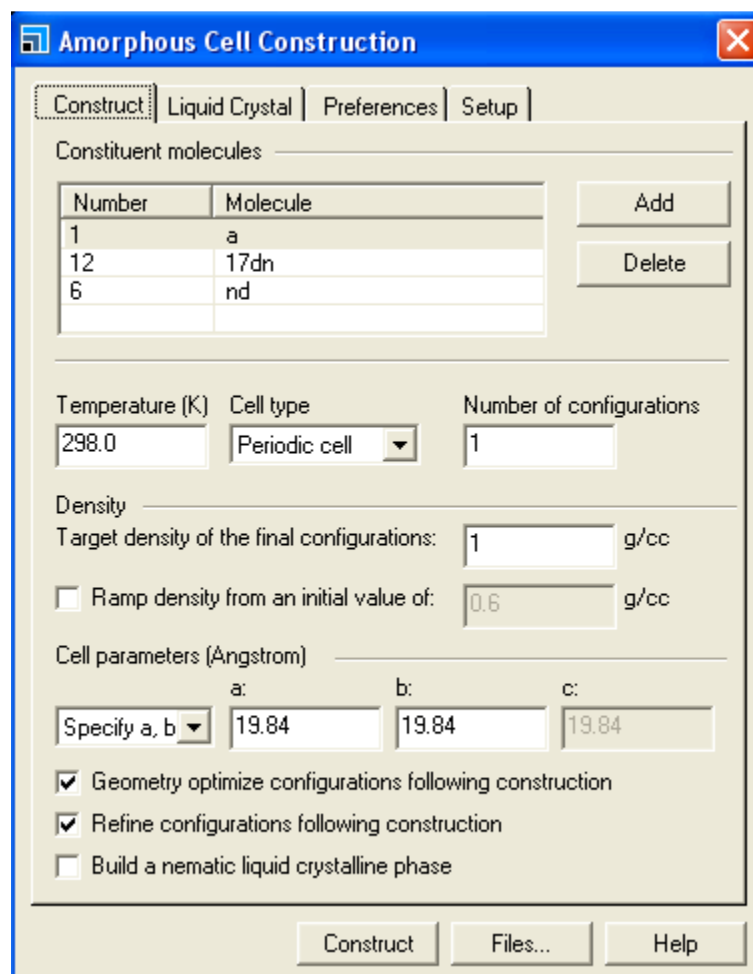 Amorphous Cell Construction
Construct Liquid Crystal Preferences Setup
Constituent molecules
Number Molecule Add
1 a
12 17dn Delete
6 nd
Temperature (K) Cell type Number of configurations
298.0 Periodic cell 1
Density
Target density of the final configurations: 1 g/cc
Ramp density from an initial value of: 0.6 g/cc
Cell parameters (Angstrom)
a: b: c:
Specify a, b 19.84 19.84 19.84
Geometry optimize configurations following construction
Refine configurations following construction
Build a nematic liquid crystalline phase
Construct Files... Help